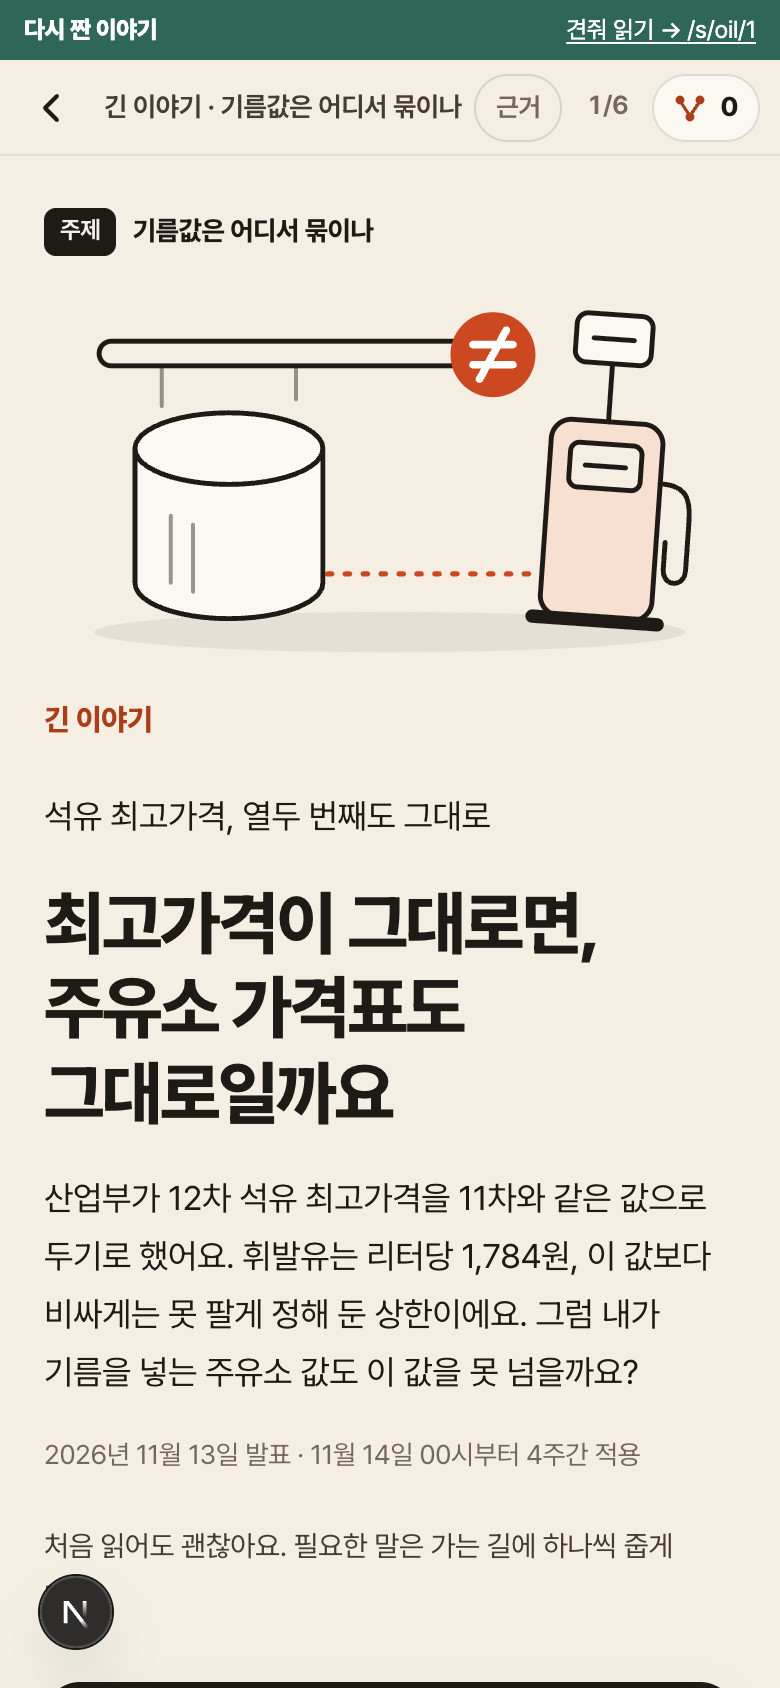 다시 짠 이야기
견줘 읽기 → /s/oil/1
긴 이야기 · 기름값은 어디서 묶이나
근거
1/6
0
주제
기름값은 어디서 묶이나
≠
긴 이야기
석유 최고가격, 열두 번째도 그대로
최고가격이 그대로면,
주유소 가격표도
그대로일까요
산업부가 12차 석유 최고가격을 11차와 같은 값으로
두기로 했어요. 휘발유는 리터당 1,784원, 이 값보다
비싸게는 못 팔게 정해 둔 상한이에요. 그럼 내가
기름을 넣는 주유소 값도 이 값을 못 넘을까요?
2026년 11월 13일 발표 · 11월 14일 00시부터 4주간 적용
처음 읽어도 괜찮아요. 필요한 말은 가는 길에 하나씩 줍게
N